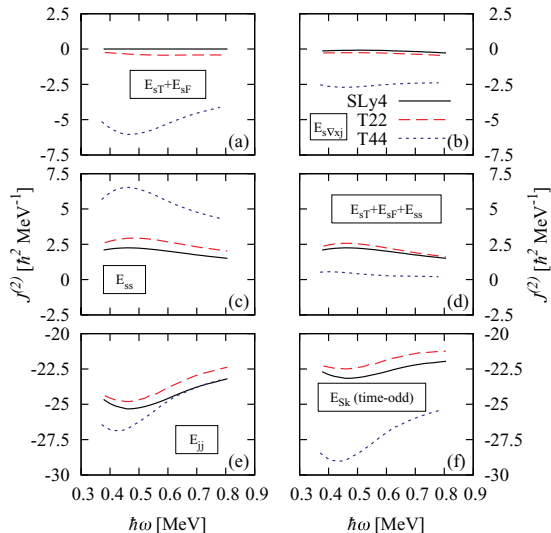 2.5
0
-2.5
-5
-7.5
E_sT+E_sF
(a)
2.5
0
-2.5
-5
-7.5
SLy4
T22
T44
E_s∇xj
(b)
7.5
5
2.5
0
2.5
E_ss
(c)
7.5
5
2.5
0
2.5
E_sT+E_sF+E_ss
(d)
J^(2) [ħ² MeV⁻¹]
J^(2) [ħ² MeV⁻¹]
-20
-22.5
-25
-27.5
-30
E_jj
(e)
-20
-22.5
-25
-27.5
-30
E_Sk (time-odd)
(f)
0.3 0.4 0.5 0.6 0.7 0.8 0.9
0.3 0.4 0.5 0.6 0.7 0.8 0.9
ħω [MeV]
ħω [MeV]